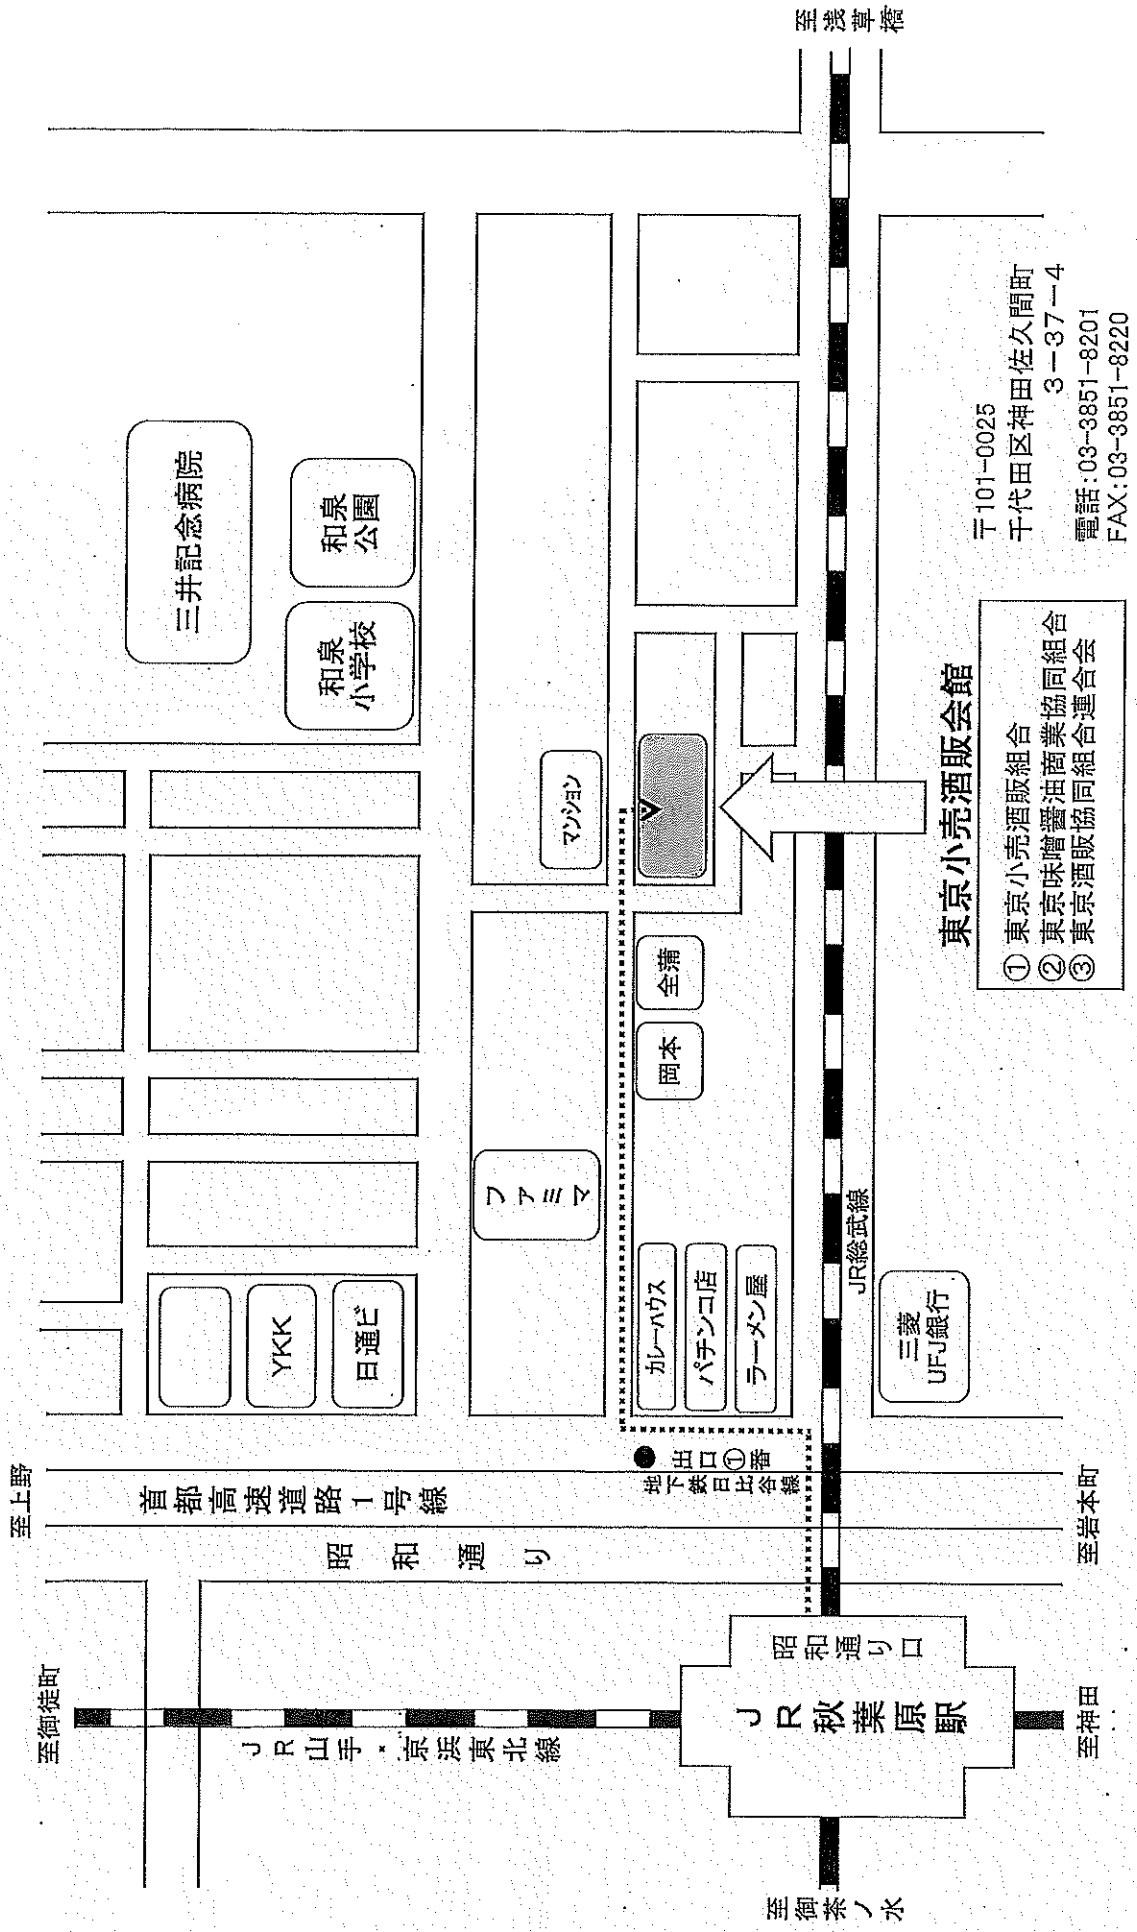 至上野
至御徒町
首都高速道路1号線
昭和通り
JR山手・京浜東北線
YKK
日通ビ
三井記念病院
和泉
小学校
和泉
公園
ファミマ
マンション
カレーハウス
パチンコ店
ラーメン屋
岡本
全蒲
出口①番
地下鉄日比谷線
至御茶ノ水
JR秋葉原駅
昭和通り口
JR総武線
至浅草橋
至神田
至岩本町
三菱
UFJ銀行
東京小売酒販会館
① 東京小売酒販組合
② 東京味噌醤油商業協同組合
③ 東京酒販協同組合連合会
〒101-0025
千代田区神田佐久間町
3-37-4
電話:03-3851-8201
FAX:03-3851-8220